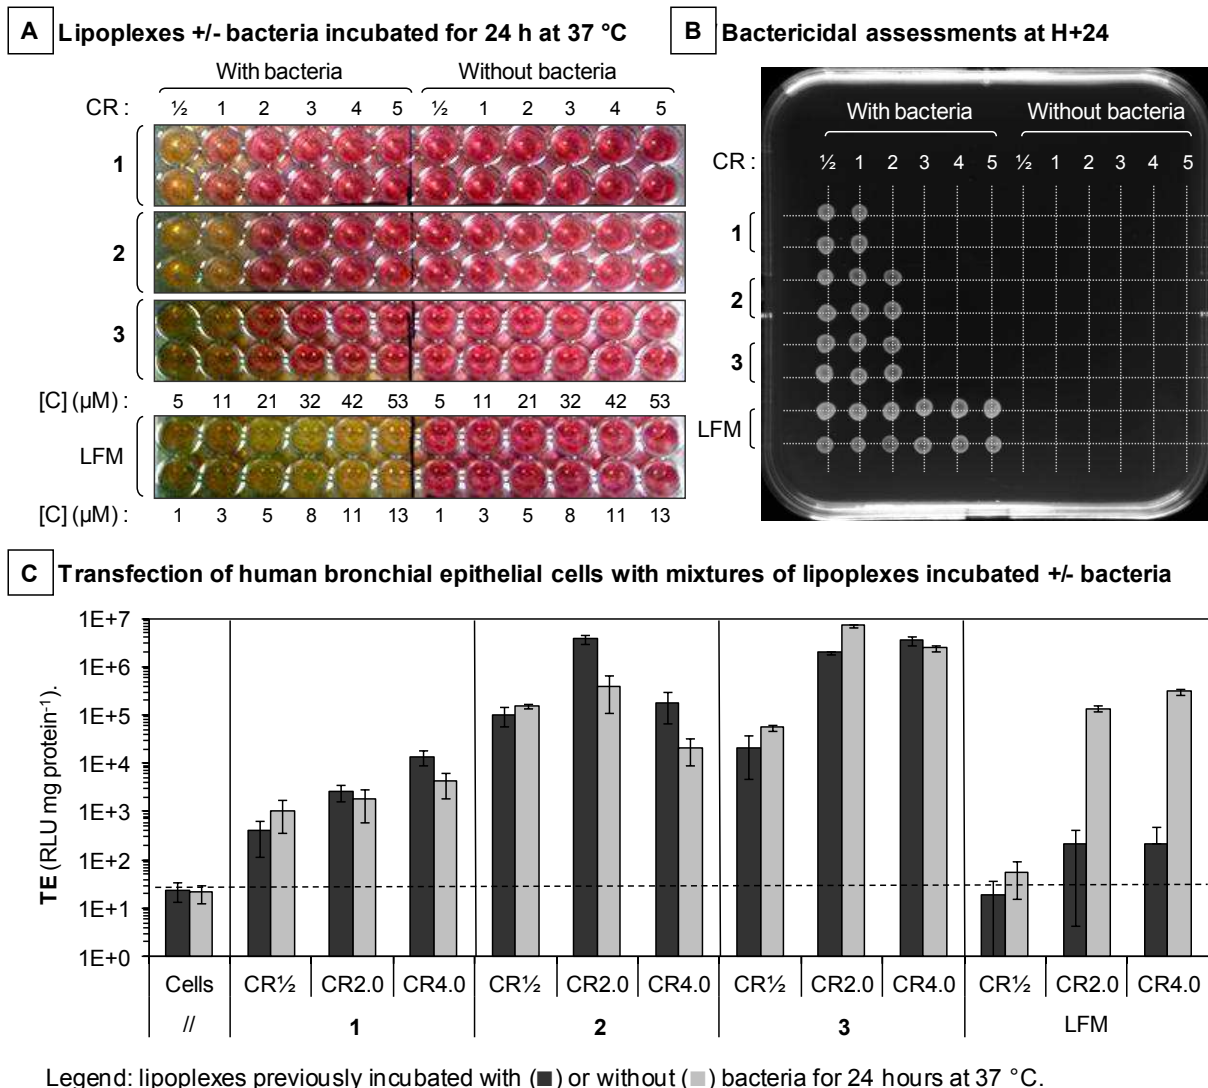 A Lipoplexes +/- bacteria incubated for 24 h at 37 °C
With bacteria Without bacteria
CR : ½ 1 2 3 4 5 ½ 1 2 3 4 5
1
2
3
[C] (µM) : 5 11 21 32 42 53 5 11 21 32 42 53
LFM
[C] (µM) : 1 3 5 8 11 13 1 3 5 8 11 13
B Bactericidal assessments at H+24
With bacteria Without bacteria
CR : ½ 1 2 3 4 5 ½ 1 2 3 4 5
1
2
3
LFM
C Transfection of human bronchial epithelial cells with mixtures of lipoplexes incubated +/- bacteria
TE (RLU mg protein-1).
1E+7
1E+6
1E+5
1E+4
1E+3
1E+2
1E+1
1E+0
Cells CR½ CR2.0 CR4.0 CR½ CR2.0 CR4.0 CR½ CR2.0 CR4.0 CR½ CR2.0 CR4.0
// 1 2 3 LFM
Legend: lipoplexes previously incubated with (■) or without (■) bacteria for 24 hours at 37 °C.